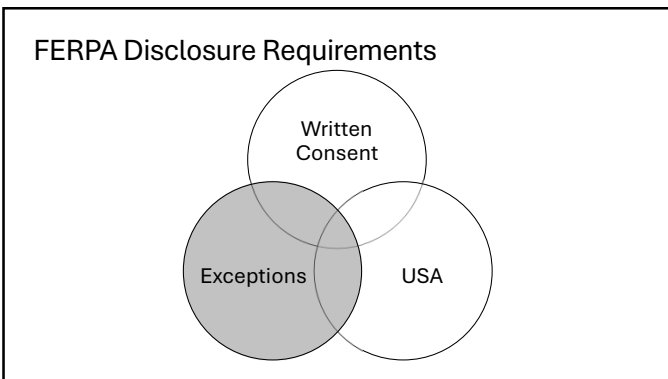 FERPA Disclosure Requirements
Written
Consent
Exceptions
USA